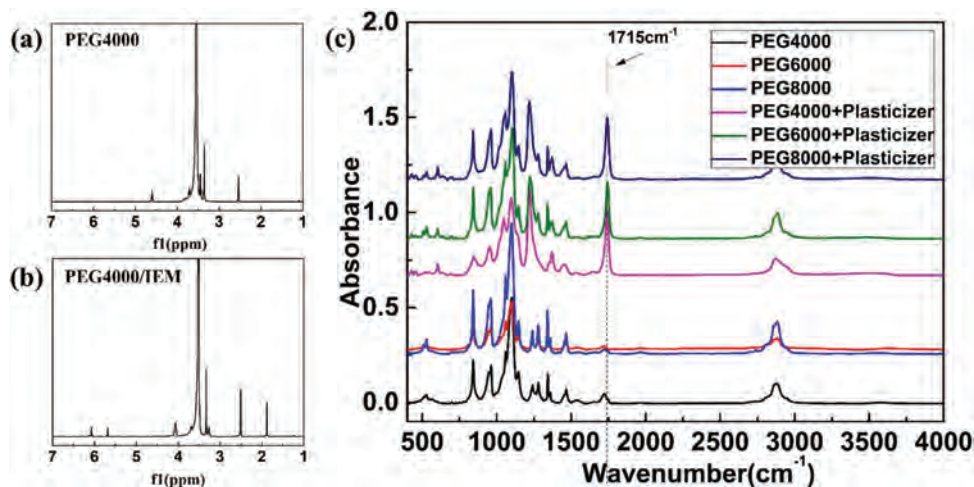 (a)
PEG4000
6 5 4 3 2 1
f1(ppm)
(b)
PEG4000/IEM
6 5 4 3 2 1
f1(ppm)
(c)
2.0
1.5
1.0
0.5
0.0
Absorbance
1715cm⁻¹
PEG4000
PEG6000
PEG8000
PEG4000+Plasticizer
PEG6000+Plasticizer
PEG8000+Plasticizer
500 1000 1500 2000 2500 3000 3500 4000
Wavenumber(cm⁻¹)